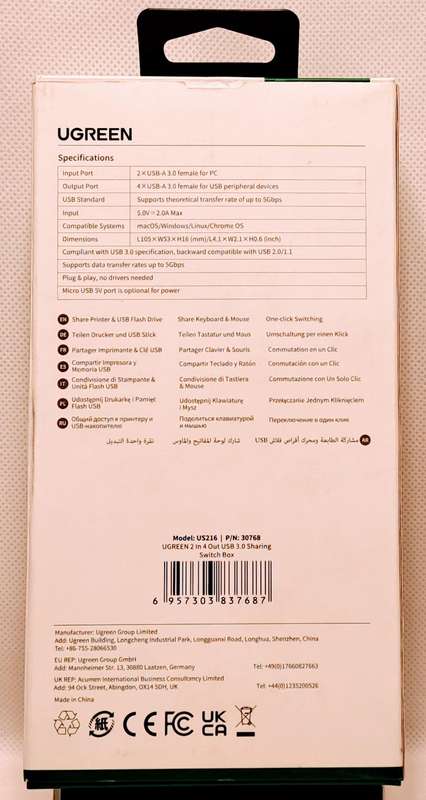 UGREEN
Specifications
Input Port 2×USB-A 3.0 female for PC
Output Port 4×USB-A 3.0 female for USB peripheral devices
USB Standard Supports theoretical transfer rate of up to 5Gbps
Input 5.0V⎓2.0A Max
Compatible Systems macOS/Windows/Linux/Chrome OS
Dimensions L105×W53×H16 (mm)/L4.1×W2.1×H0.6 (inch)
Compliant with USB 3.0 specification, backward compatible with USB 2.0/1.1
Supports data transfer rates up to 5Gbps
Plug & play, no drivers needed
Micro USB 5V port is optional for power
EN Share Printer & USB Flash Drive Share Keyboard & Mouse One-click Switching
DE Teilen Drucker und USB Stick Teilen Tastatur und Maus Umschaltung per einen Klick
FR Partager Imprimante & Clé USB Partager Clavier & Souris Commutation en un Clic
ES Compartir Impresora y Compartir Teclado y Ratón Conmutación con un Clic
Memoria USB
IT Condivisione di Stampante & Condivisione di Tastiera Commutazione con Un Solo Clic
Unità Flash USB & Mouse
PL Udostępnij Drukarkę i Pamięć Udostępnij Klawiaturę Przełączanie Jednym Kliknięciem
Flash USB i Mysz
RU Общий доступ к принтеру и Поделиться клавиатурой Переключение в один клик
USB-накопителю и мышью
AR مشاركة الطابعة ومحرك أقراص فلاش USB شارك لوحة المفاتيح والماوس نقرة واحدة التبديل
Model: US216 | P/N: 30768
UGREEN 2 In 4 Out USB 3.0 Sharing
Switch Box
6 957303 837687
Manufacturer: Ugreen Group Limited
Add: Ugreen Building, Longcheng Industrial Park, Longguanxi Road, Longhua, Shenzhen, China
Tel: +86-755-28066530
EU REP: Ugreen Group GmbH
Add: Mannheimer Str. 13, 30880 Laatzen, Germany Tel: +49(0)17660827663
UK REP: Acumen International Business Consultancy Limited
Add: 94 Ock Street, Abingdon, OX14 5DH, UK Tel: +44(0)1235200526
Made in China
紙 CE FC UK
CA